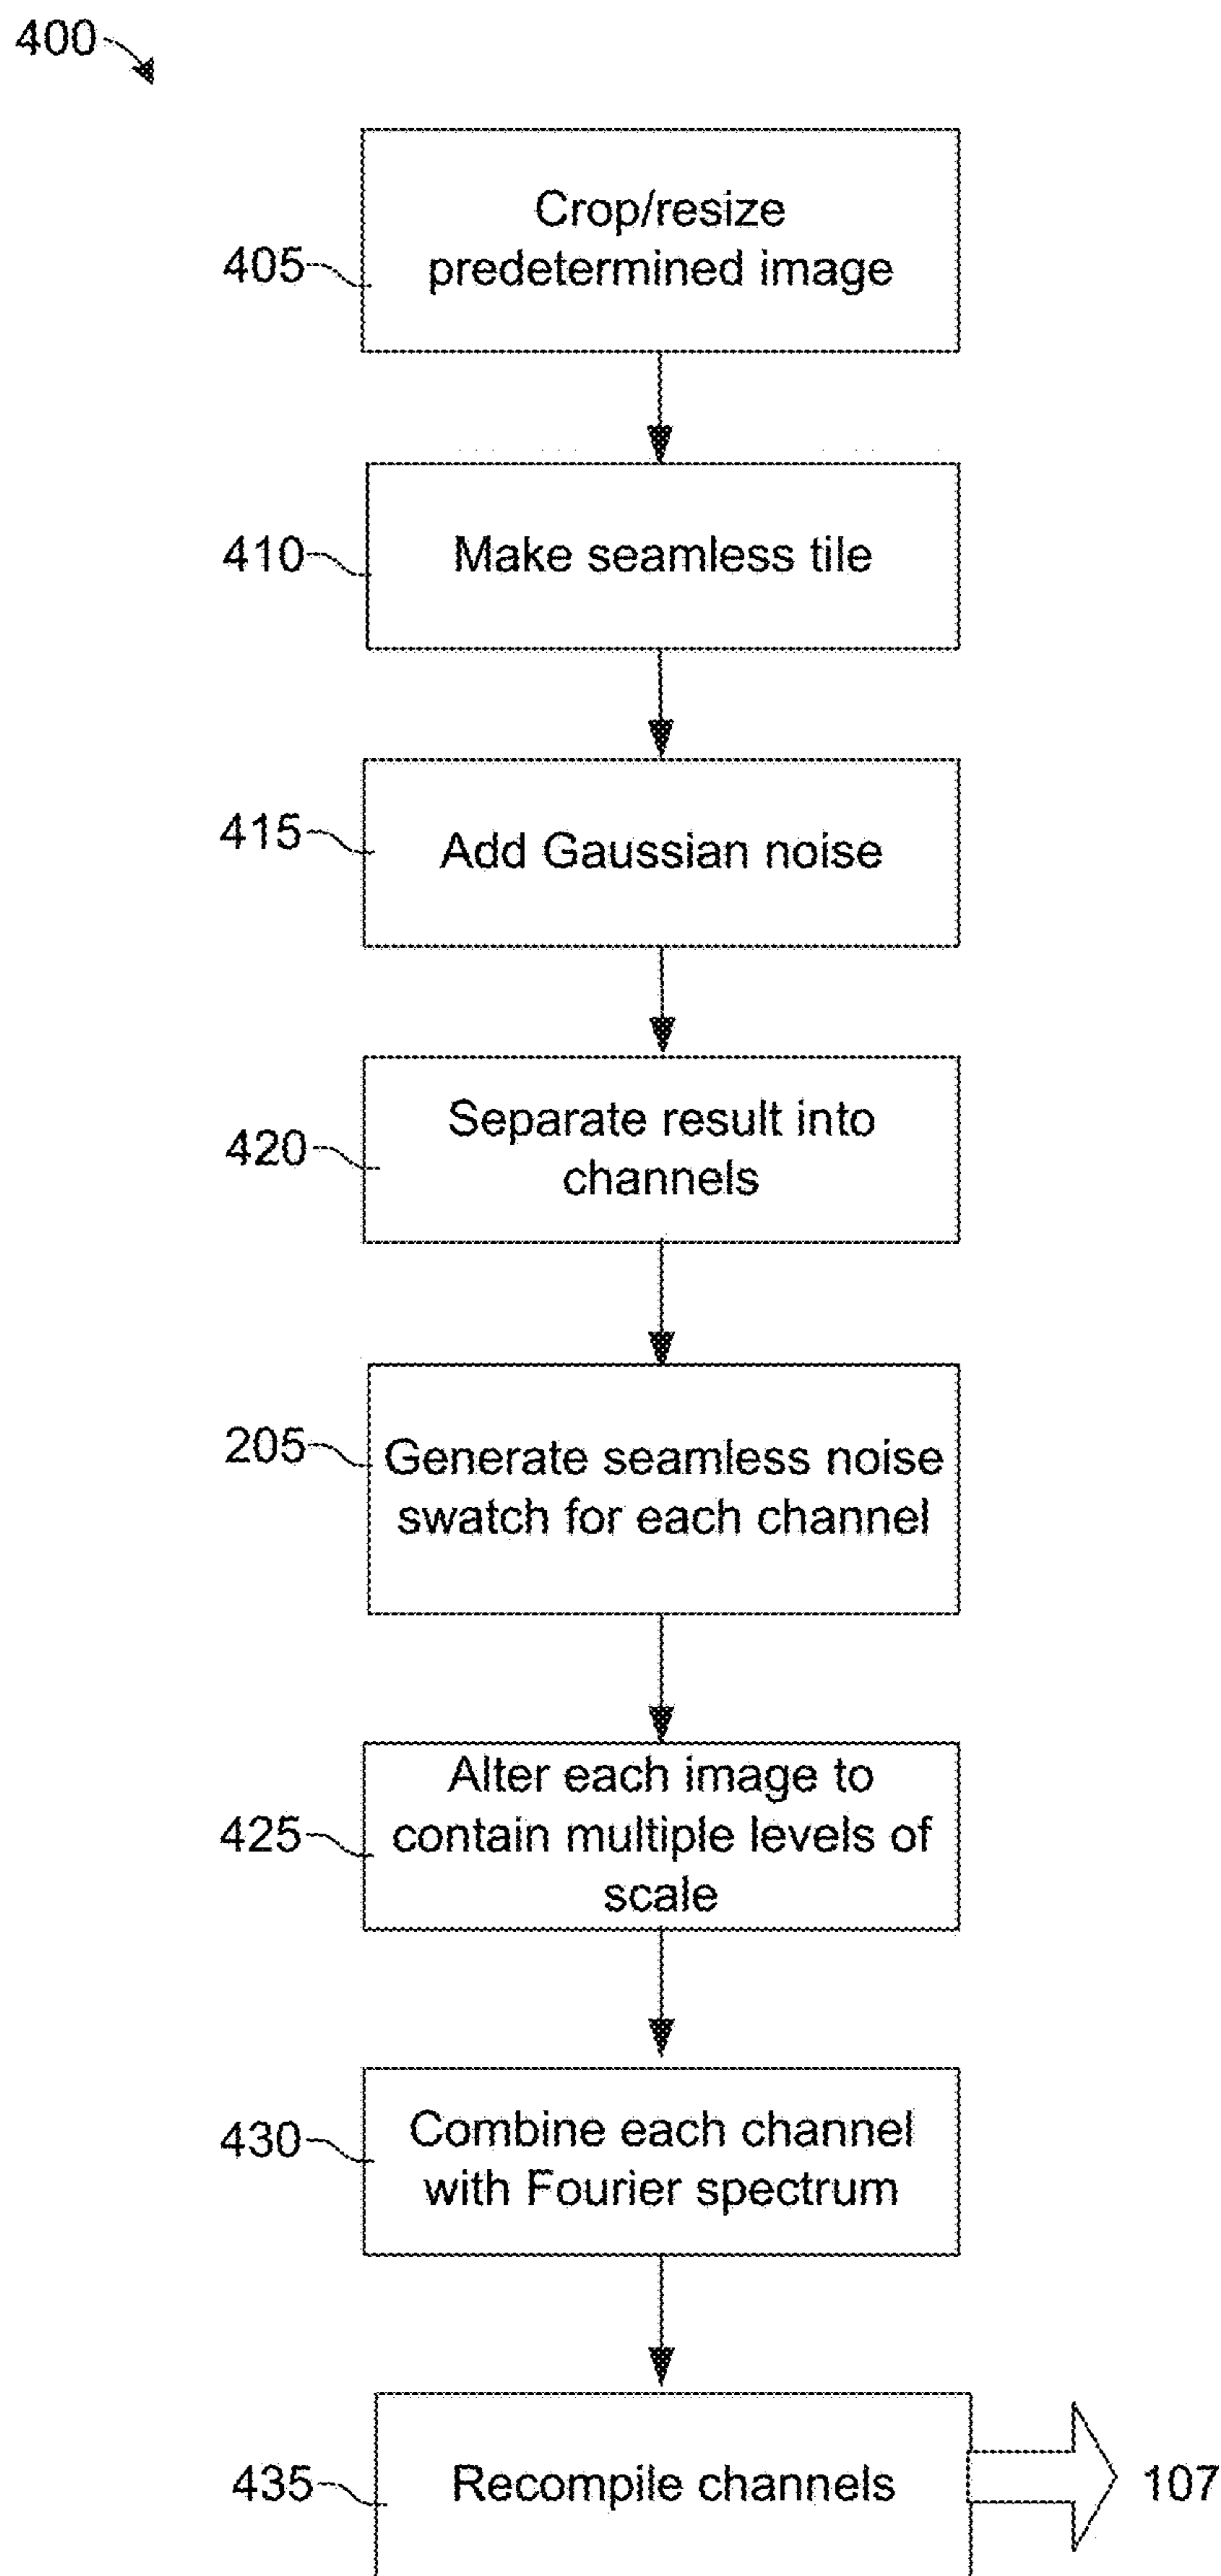 400
Crop/resize
predetermined image
405
Make seamless tile
410
Add Gaussian noise
415
Separate result into
channels
420
Generate seamless noise
swatch for each channel
205
Alter each image to
contain multiple levels of
scale
425
Combine each channel
with Fourier spectrum
430
Recompile channels
435
107